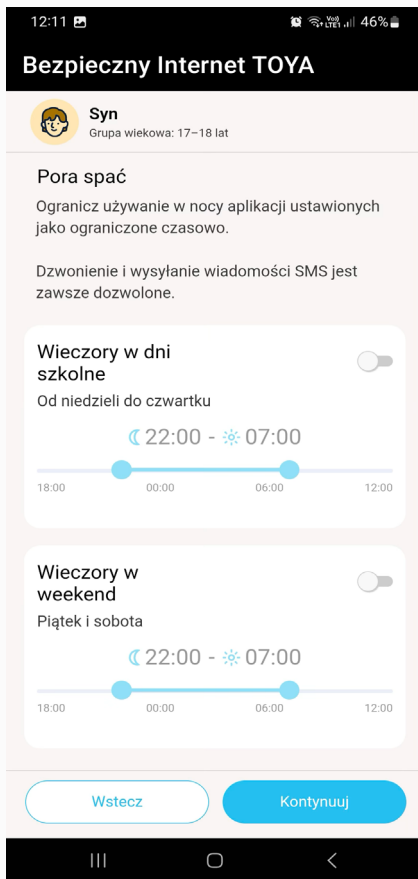 12:11
Vo)) LTE1 46%
Bezpieczny Internet TOYA
Syn
Grupa wiekowa: 17–18 lat
Pora spać
Ogranicz używanie w nocy aplikacji ustawionych
jako ograniczone czasowo.
Dzwonienie i wysyłanie wiadomości SMS jest
zawsze dozwolone.
Wieczory w dni
szkolne
Od niedzieli do czwartku
22:00 - 07:00
18:00 00:00 06:00 12:00
Wieczory w
weekend
Piątek i sobota
22:00 - 07:00
18:00 00:00 06:00 12:00
Wstecz Kontynuuj